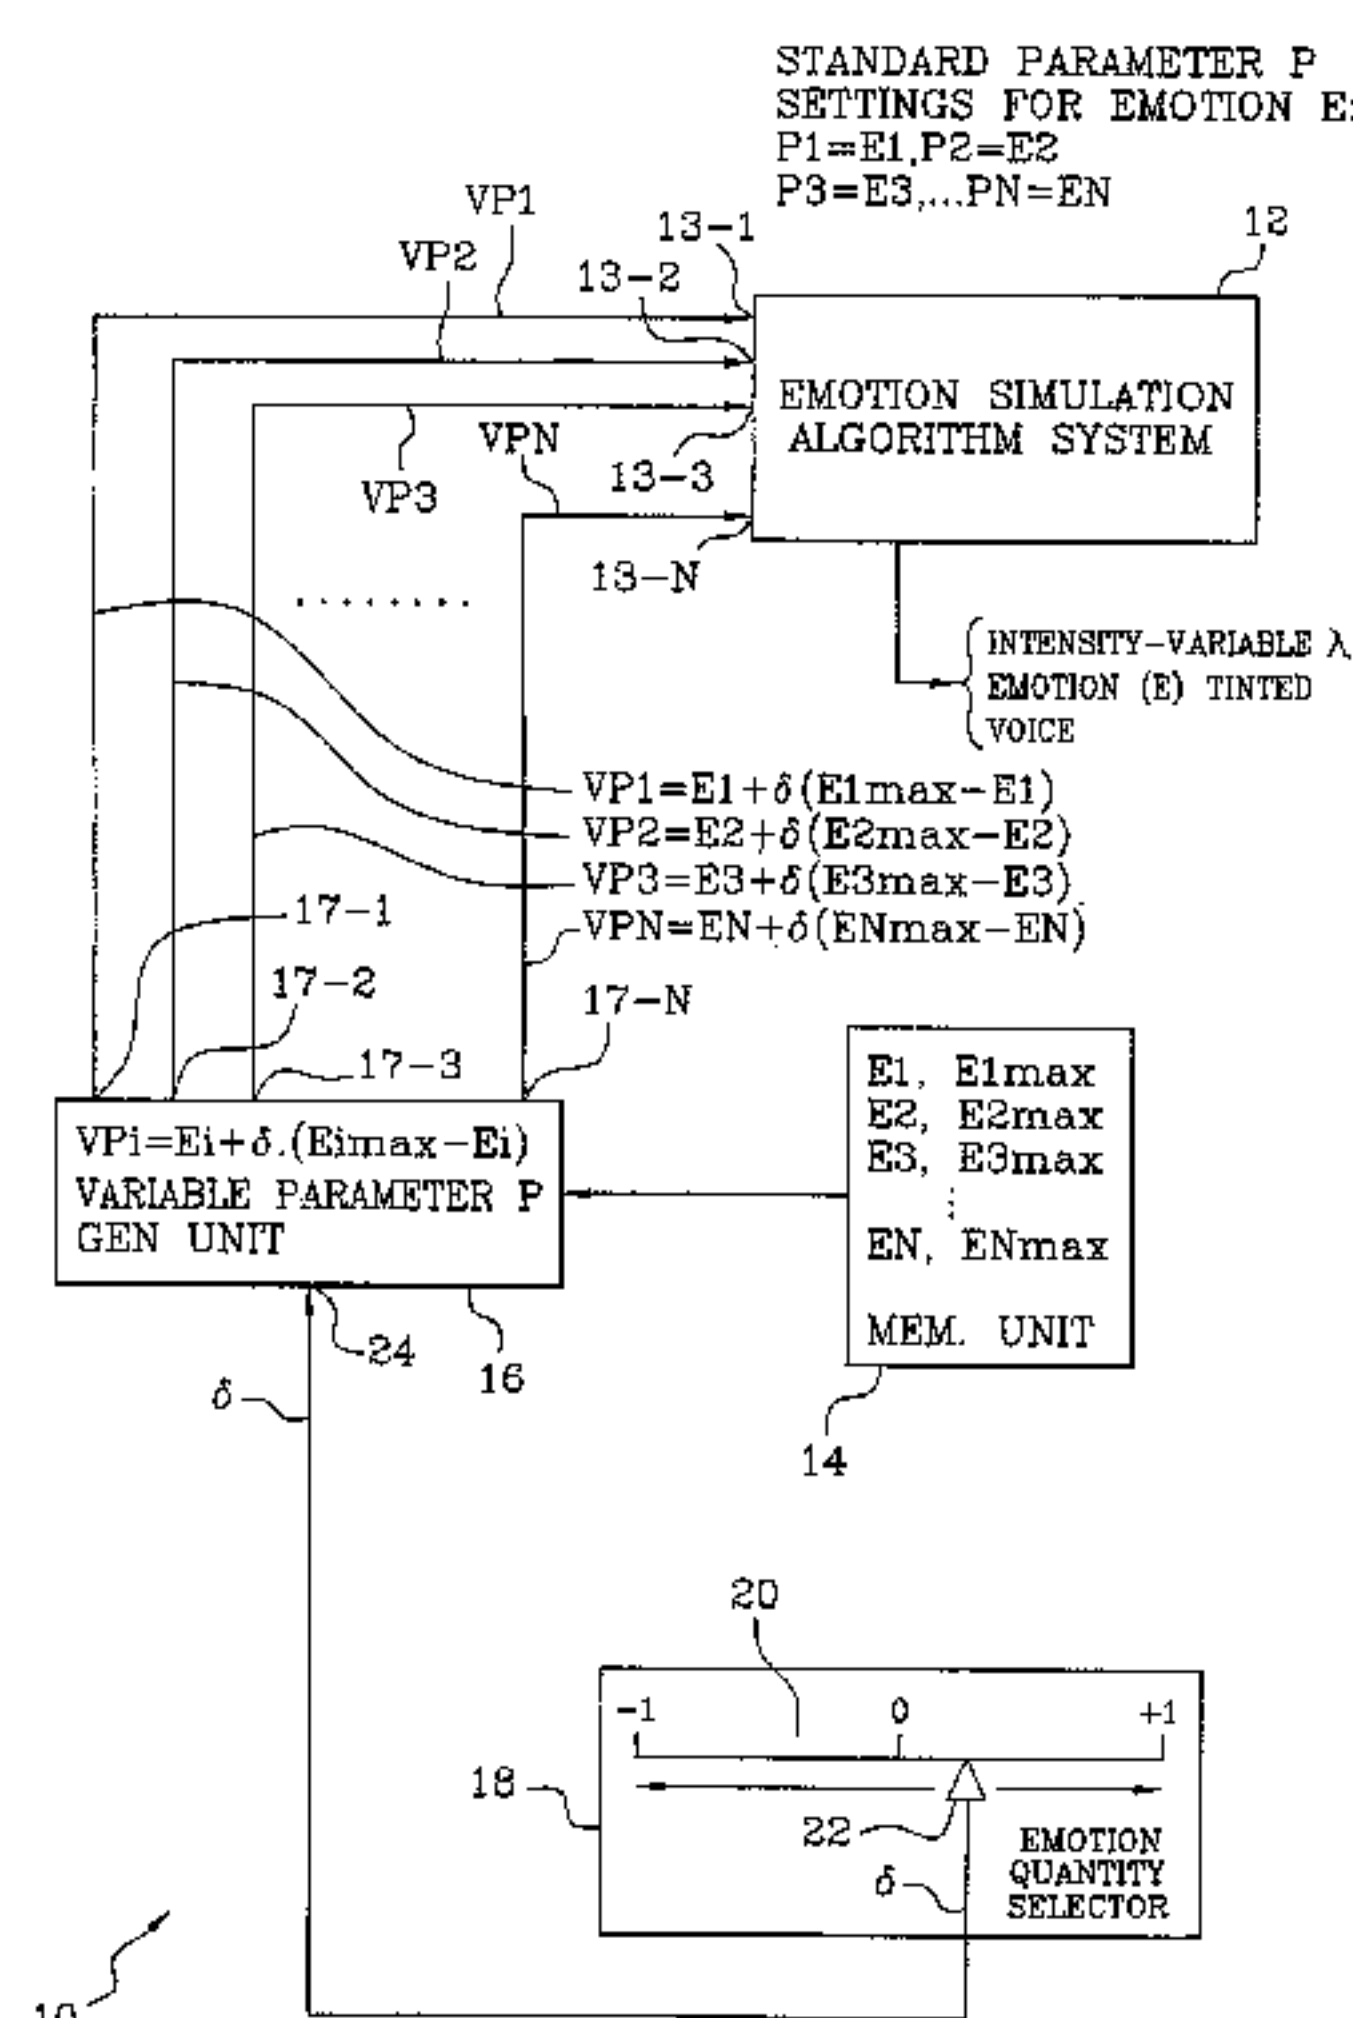 STANDARD PARAMETER P
SETTINGS FOR EMOTION
P1=E1,P2=E2
P3=E3,...PN=EN
VP1
13-1
12
VP2
13-2
EMOTION SIMULATION
ALGORITHM SYSTEM
VPN
13-3
VP3
13-N
INTENSITY-VARIABLE λ
EMOTION (E) TINTED
VOICE
VP1=E1+δ(E1max-E1)
VP2=E2+δ(E2max-E2)
VP3=E3+δ(E3max-E3)
VPN=EN+δ(ENmax-EN)
17-1
17-2
17-N
17-3
E1, E1max
E2, E2max
E3, E3max
⋮
EN, ENmax
MEM. UNIT
VPi=Ei+δ.(Eimax-Ei)
VARIABLE PARAMETER P
GEN UNIT
24
16
δ
14
20
-1 0 +1
18
22
EMOTION
QUANTITY
SELECTOR
δ
10